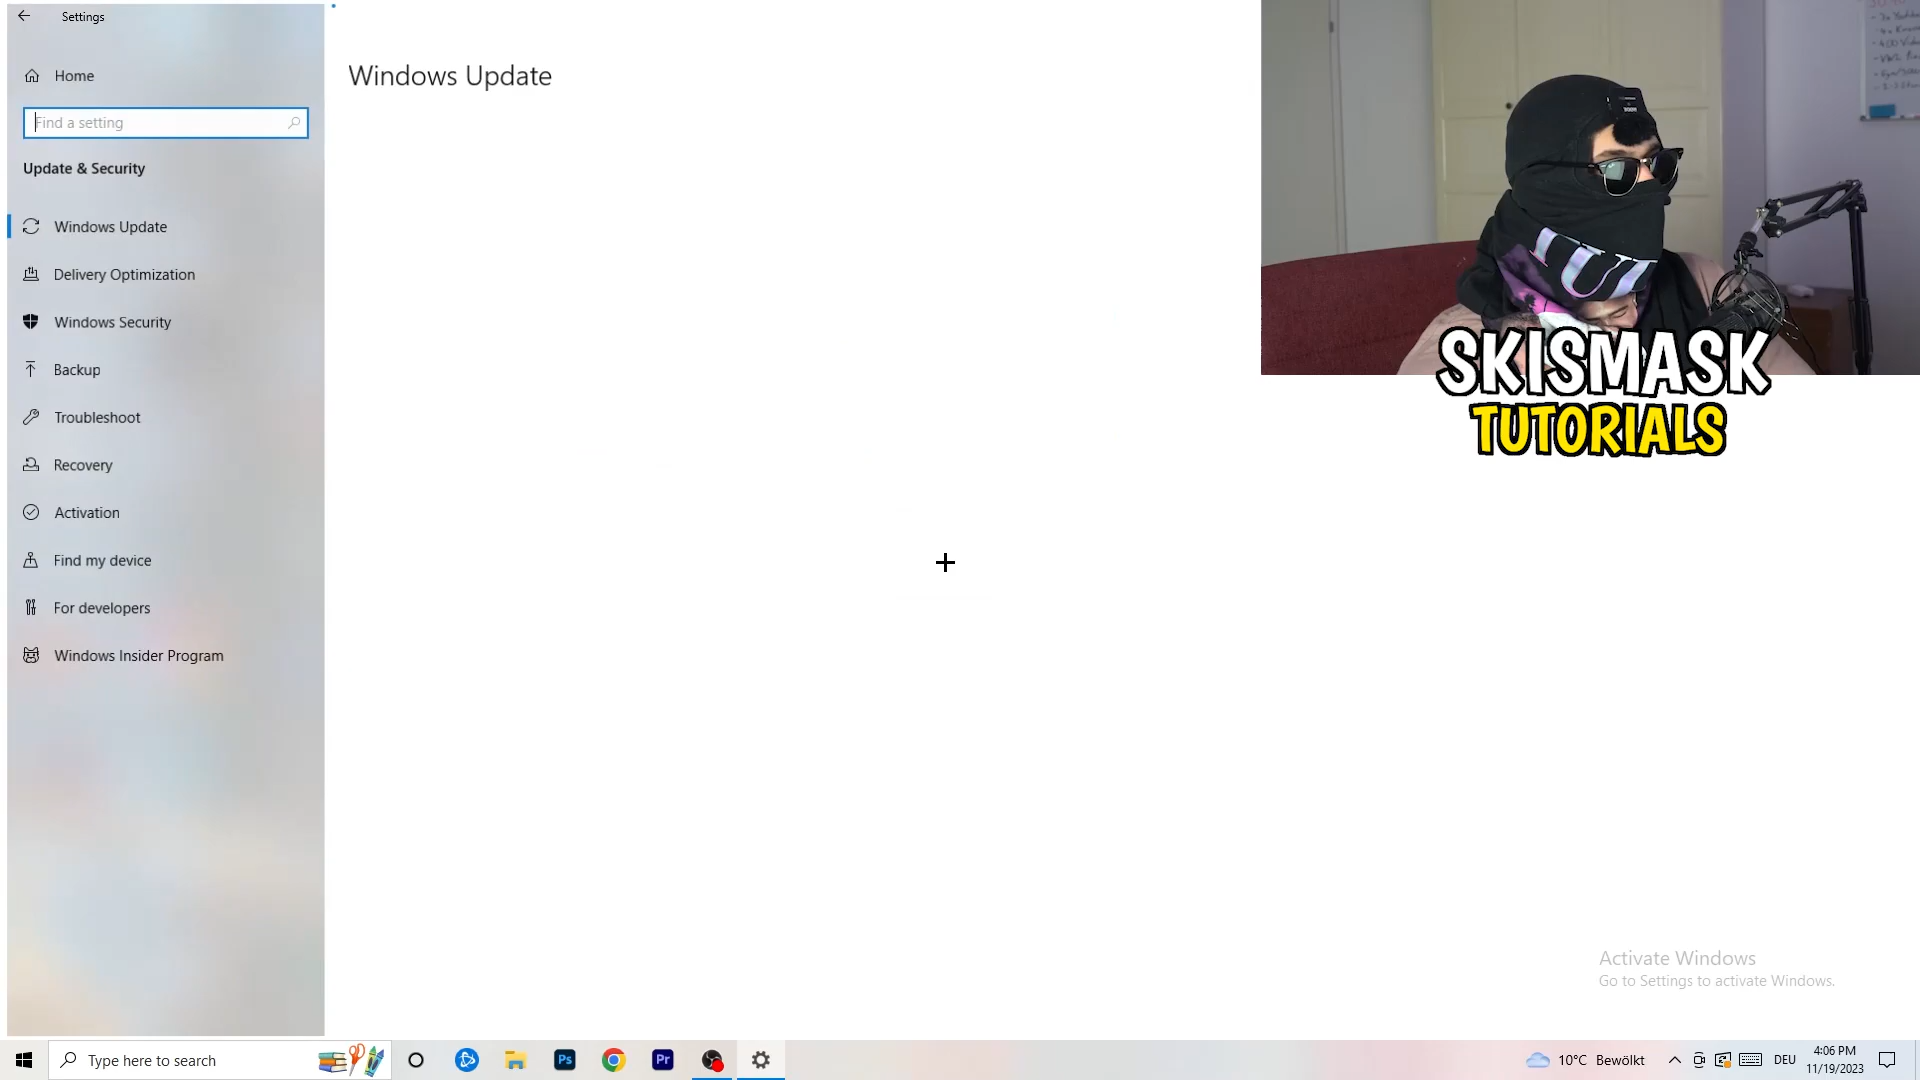 Settings
Home
Find a setting
Update & Security
Windows Update
Delivery Optimization
Windows Security
Backup
Troubleshoot
Recovery
Activation
Find my device
For developers
Windows Insider Program
Windows Update
SKISMASK
TUTORIALS
Activate Windows
Go to Settings to activate Windows.
Type here to search
Ps
Pr
10°C Bewölkt
DEU
4:06 PM
11/19/2023